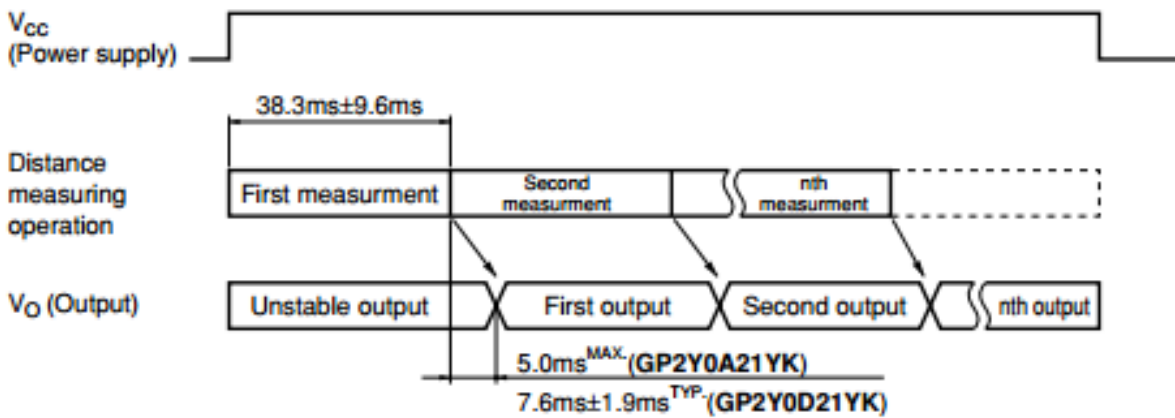 VCC
(Power supply)
38.3ms±9.6ms
Distance
measuring
operation
First measurment
Second
measurment
nth
measurment
VO (Output)
Unstable output
First output
Second output
nth output
5.0msMAX.(GP2Y0A21YK)
7.6ms±1.9msTYP.(GP2Y0D21YK)